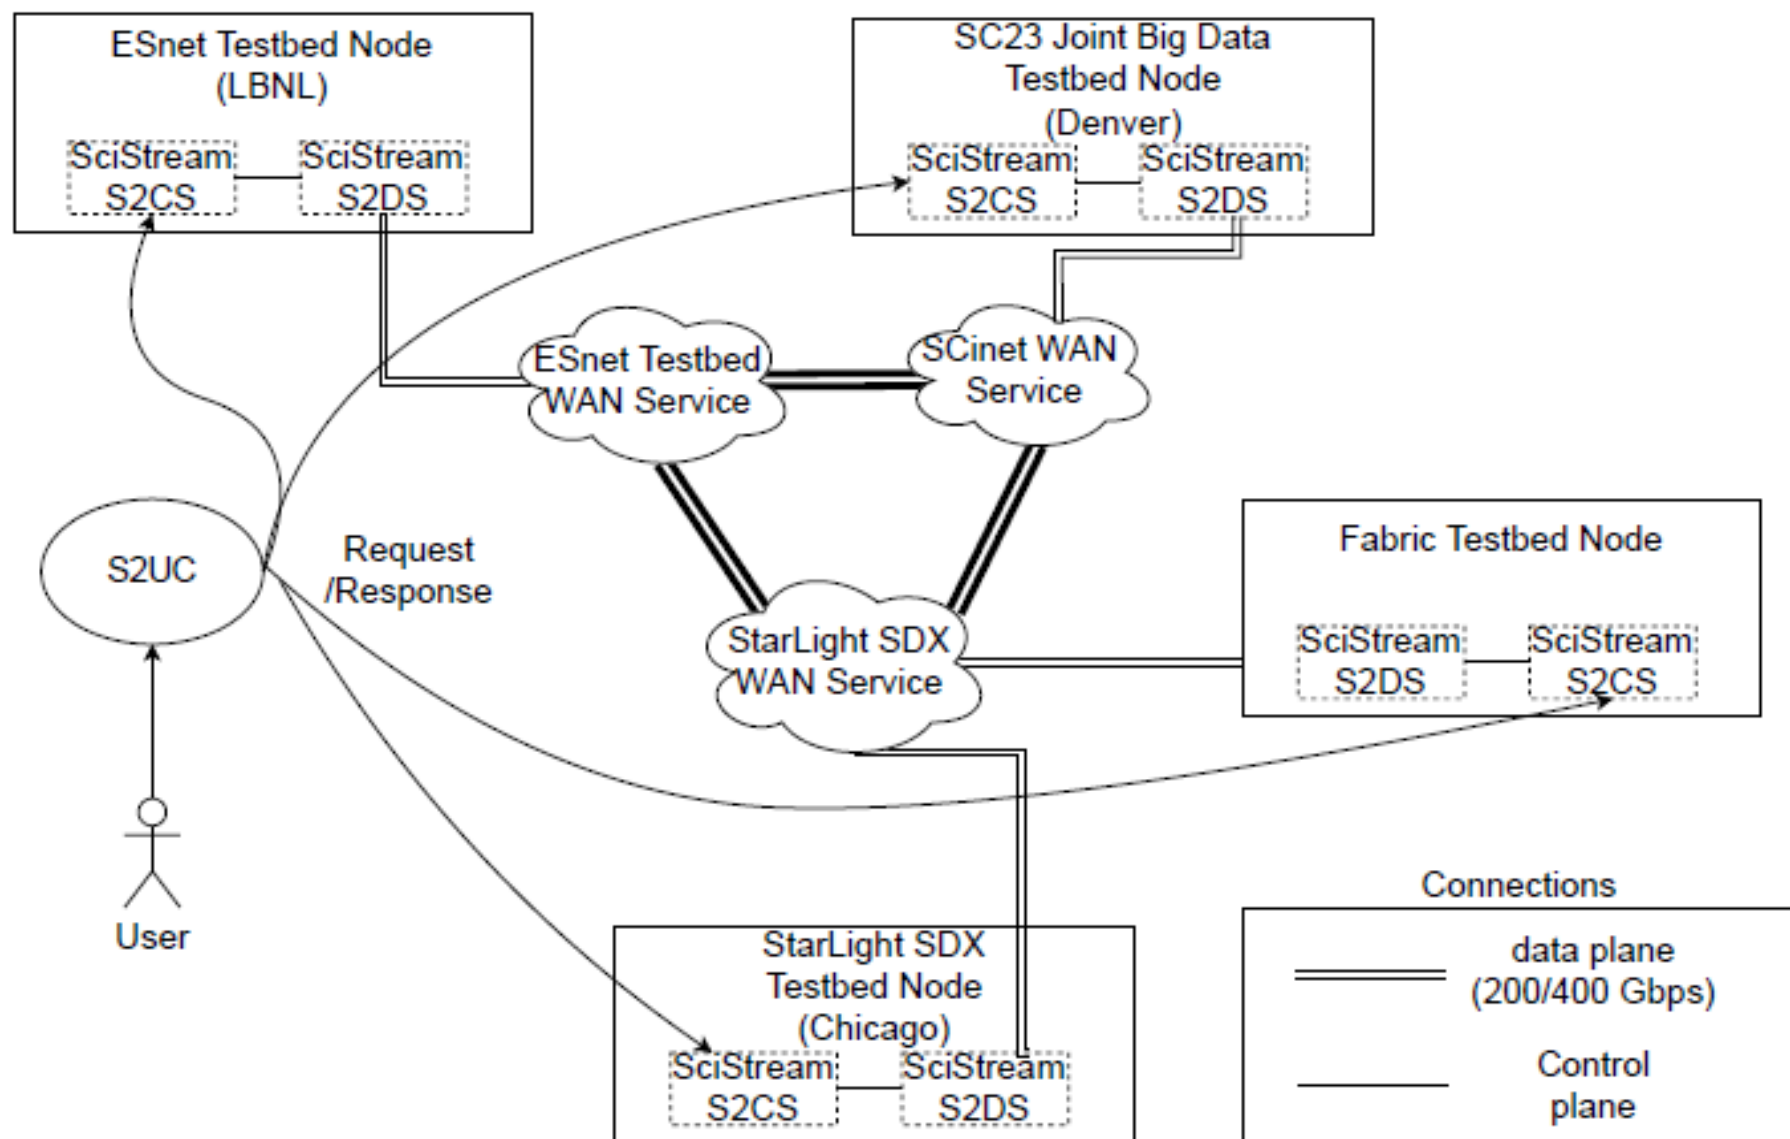 ESnet Testbed Node
(LBNL)
SciStream
S2CS
SciStream
S2DS
SC23 Joint Big Data
Testbed Node
(Denver)
SciStream
S2CS
SciStream
S2DS
ESnet Testbed
WAN Service
SCinet WAN
Service
S2UC
Request
/Response
StarLight SDX
WAN Service
Fabric Testbed Node
SciStream
S2DS
SciStream
S2CS
User
StarLight SDX
Testbed Node
(Chicago)
SciStream
S2CS
SciStream
S2DS
Connections
data plane
(200/400 Gbps)
Control
plane